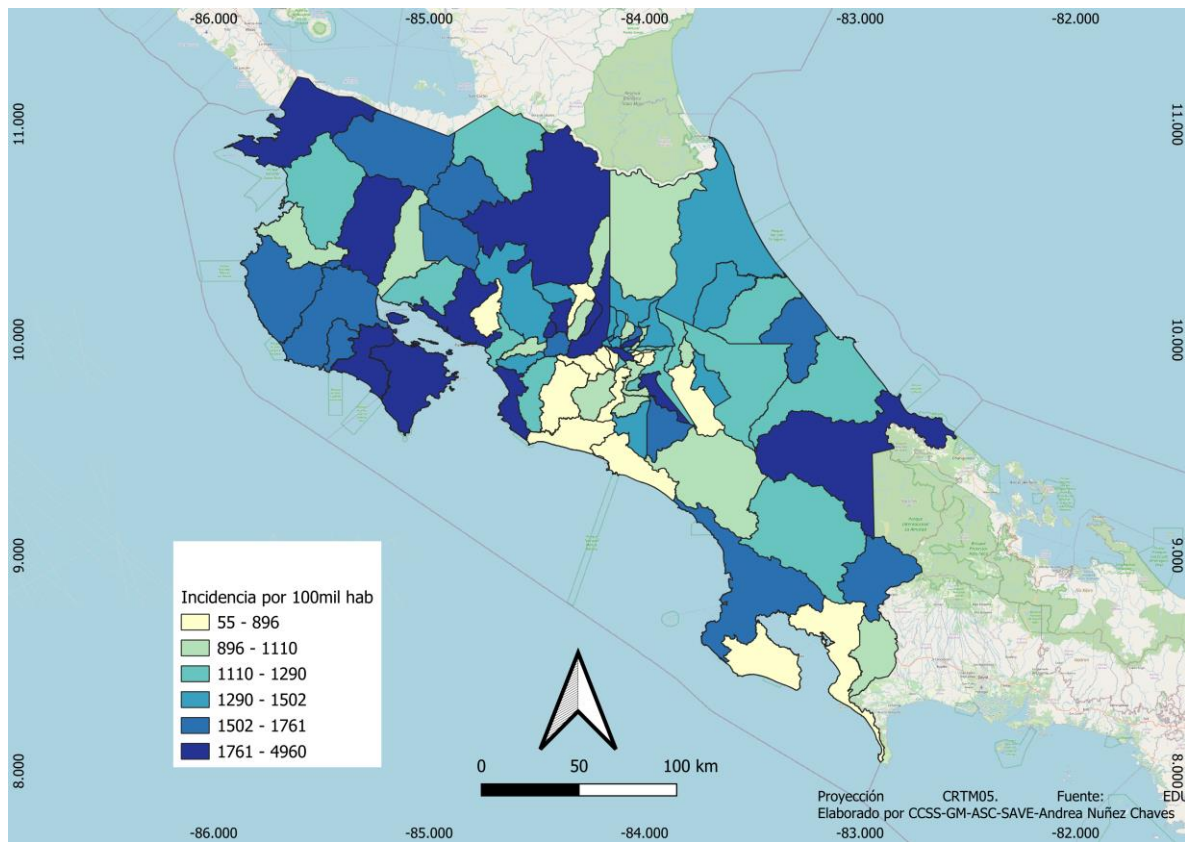 -86.000 -85.000 -84.000 -83.000 -82.000
11.000 11.000
10.000 10.000
9.000 9.000
8.000 8.000
Incidencia por 100mil hab
55 - 896
896 - 1110
1110 - 1290
1290 - 1502
1502 - 1761
1761 - 4960
0 50 100 km
Proyección CRTM05. Fuente: EDU
Elaborado por CCSS-GM-ASC-SAVE-Andrea Nuñez Chaves
-86.000 -85.000 -84.000 -83.000 -82.000